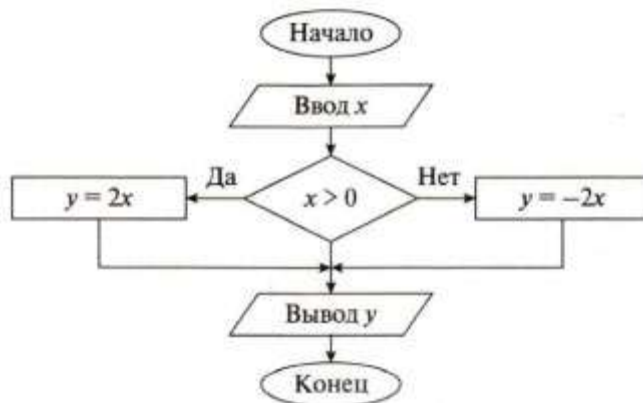 Начало
Ввод x
Да
x > 0
Нет
y = 2x
y = −2x
Вывод y
Конец